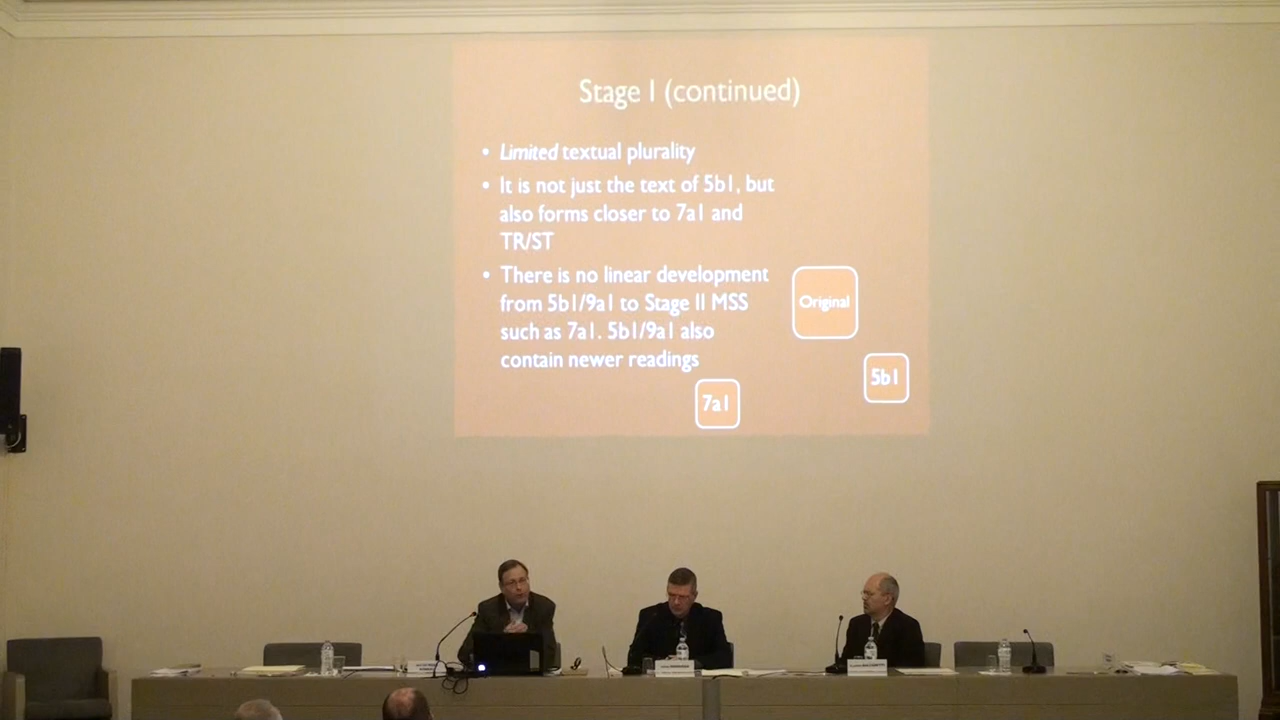 Stage I (continued)
• Limited textual plurality
• It is not just the text of 5b1, but
also forms closer to 7a1 and
TR/ST
• There is no linear development
from 5b1/9a1 to Stage II MSS
such as 7a1. 5b1/9a1 also
contain newer readings
Original
5b1
7a1